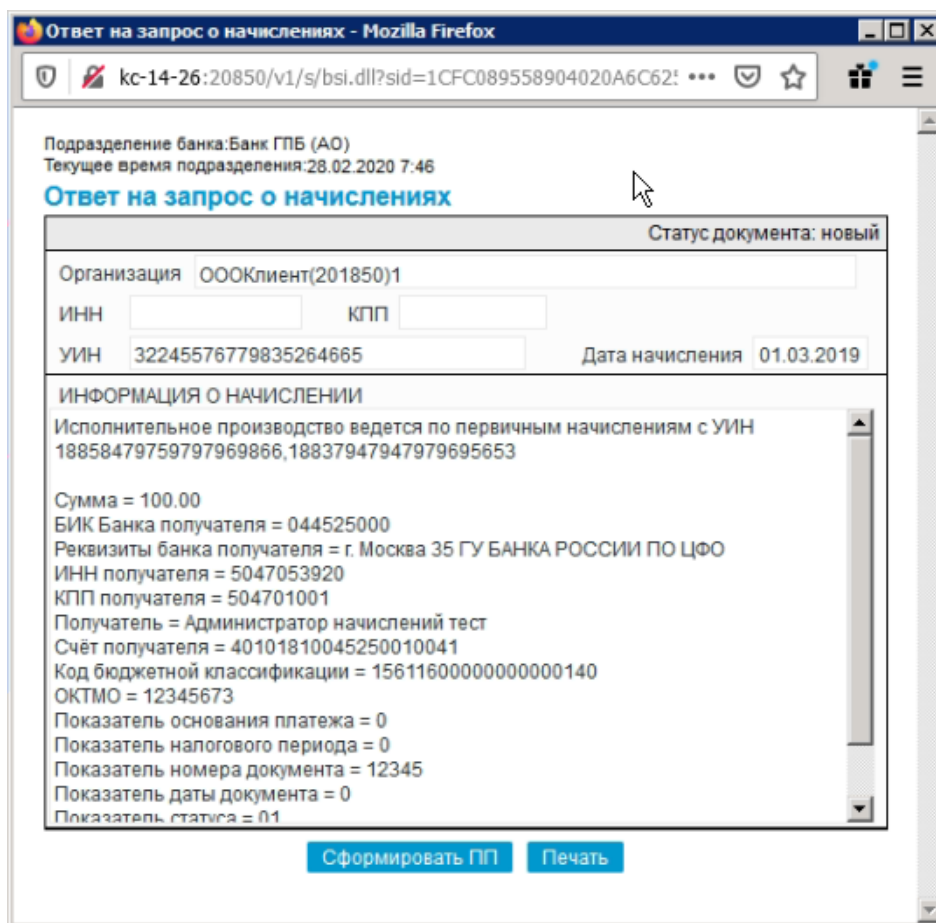 Ответ на запрос о начислениях - Mozilla Firefox
kc-14-26:20850/v1/s/bsi.dll?sid=1CFC089558904020A6C62
Подразделение банка:Банк ГПБ (АО)
Текущее время подразделения:28.02.2020 7:46
Ответ на запрос о начислениях
Статус документа: новый
Организация ОООКлиент(201850)1
ИНН КПП
УИН 32245576779835264665 Дата начисления 01.03.2019
ИНФОРМАЦИЯ О НАЧИСЛЕНИИ
Исполнительное производство ведется по первичным начислениям с УИН
18858479759797969866,18837947947979695653
Сумма = 100.00
БИК Банка получателя = 044525000
Реквизиты банка получателя = г. Москва 35 ГУ БАНКА РОССИИ ПО ЦФО
ИНН получателя = 5047053920
КПП получателя = 504701001
Получатель = Администратор начислений тест
Счёт получателя = 40101810045250010041
Код бюджетной классификации = 15611600000000000140
ОКТМО = 12345673
Показатель основания платежа = 0
Показатель налогового периода = 0
Показатель номера документа = 12345
Показатель даты документа = 0
Показатель статуса = 01
Сформировать ПП Печать